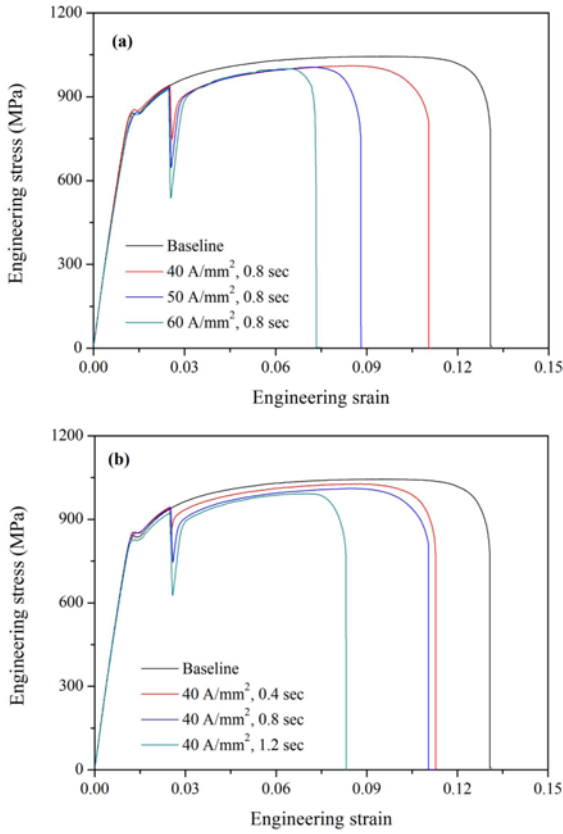 (a)
1200
900
600
300
0
Engineering stress (MPa)
Baseline
40 A/mm², 0.8 sec
50 A/mm², 0.8 sec
60 A/mm², 0.8 sec
0.00 0.03 0.06 0.09 0.12 0.15
Engineering srain
(b)
1200
900
600
300
0
Engineering stress (MPa)
Baseline
40 A/mm², 0.4 sec
40 A/mm², 0.8 sec
40 A/mm², 1.2 sec
0.00 0.03 0.06 0.09 0.12 0.15
Engineering strain